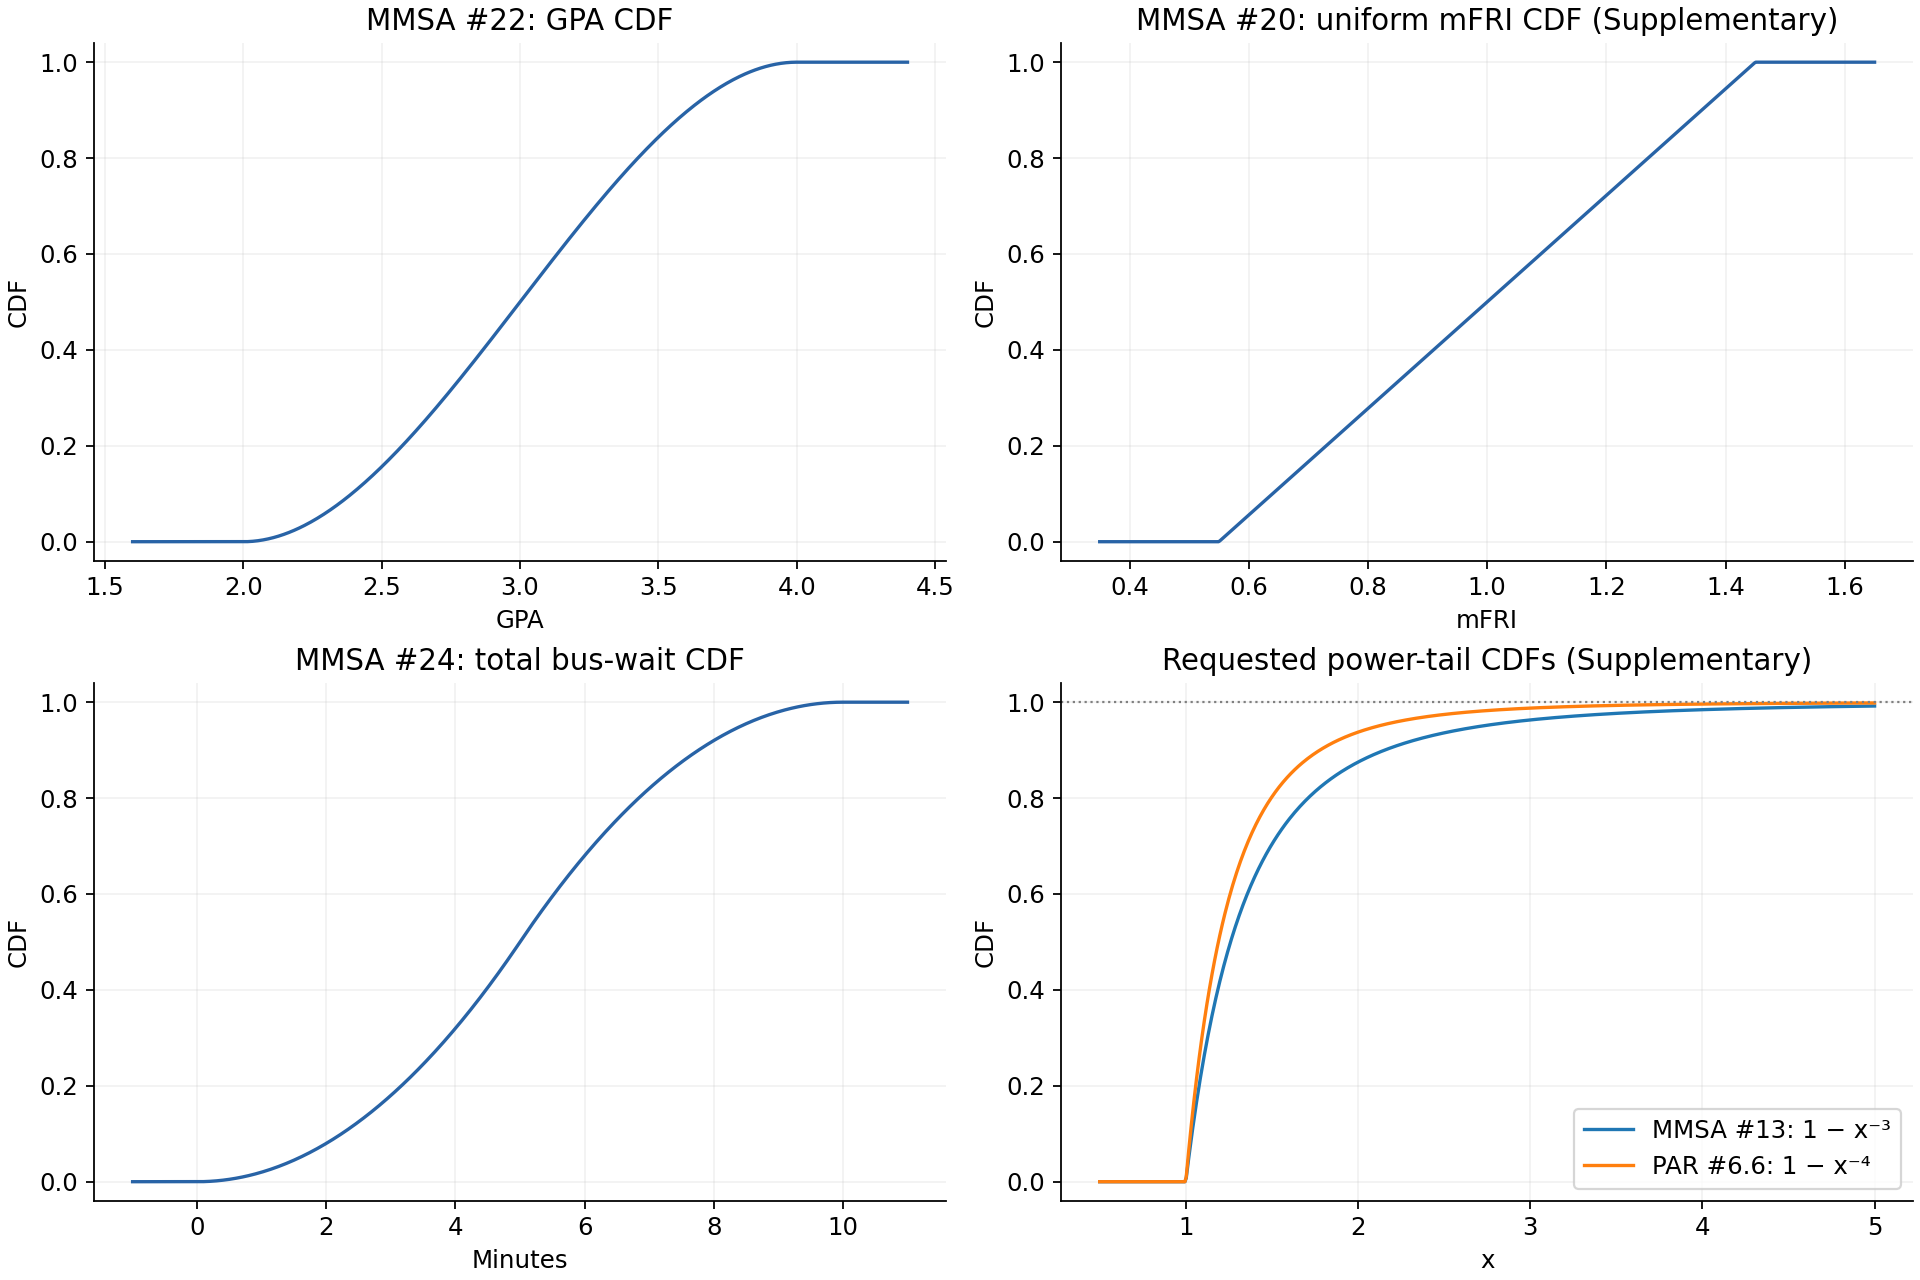 MMSA #22: GPA CDF
1.0
0.8
0.6
0.4
0.2
0.0
CDF
1.5 2.0 2.5 3.0 3.5 4.0 4.5
GPA
MMSA #20: uniform mFRI CDF (Supplementary)
1.0
0.8
0.6
0.4
0.2
0.0
CDF
0.4 0.6 0.8 1.0 1.2 1.4 1.6
mFRI
MMSA #24: total bus-wait CDF
1.0
0.8
0.6
0.4
0.2
0.0
CDF
0 2 4 6 8 10
Minutes
Requested power-tail CDFs (Supplementary)
1.0
0.8
0.6
0.4
0.2
0.0
CDF
MMSA #13: 1 − x⁻³
PAR #6.6: 1 − x⁻⁴
1 2 3 4 5
x